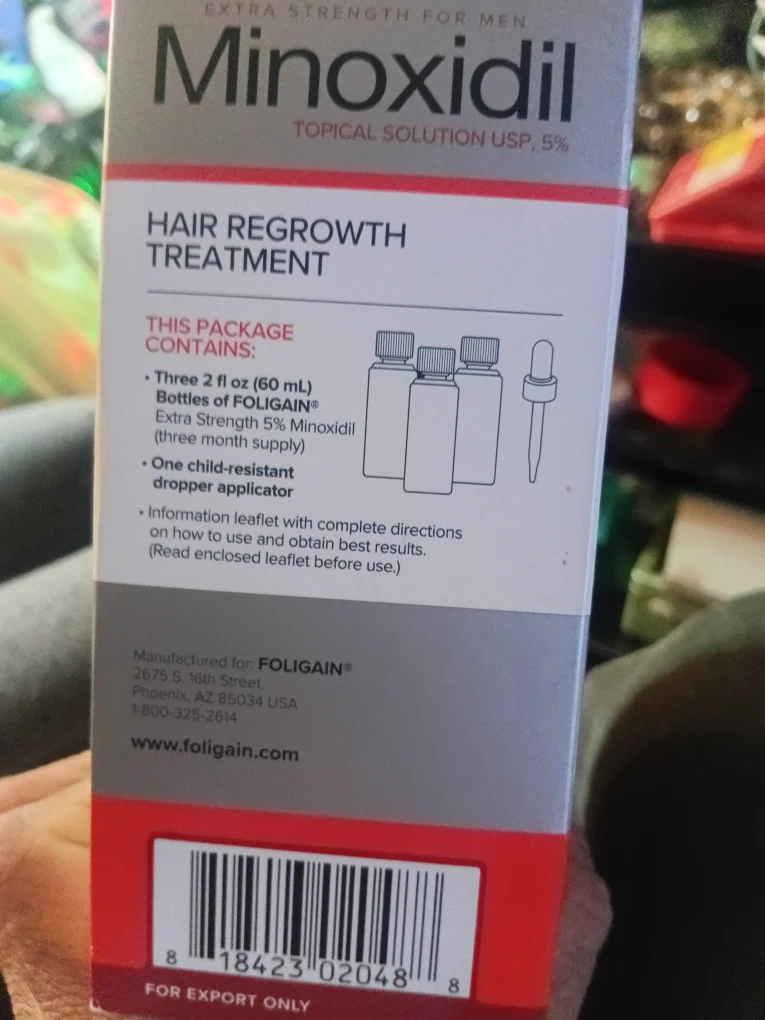 EXTRA STRENGTH FOR MEN
Minoxidil
TOPICAL SOLUTION USP, 5%
HAIR REGROWTH
TREATMENT
THIS PACKAGE
CONTAINS:
• Three 2 fl oz (60 mL)
Bottles of FOLIGAIN®
Extra Strength 5% Minoxidil
(three month supply)
• One child-resistant
dropper applicator
• Information leaflet with complete directions
on how to use and obtain best results.
(Read enclosed leaflet before use.)
Manufactured for: FOLIGAIN®
2675 S. 16th Street,
Phoenix, AZ 85034 USA
1-800-325-2614
www.foligain.com
8 18423 02048 8
FOR EXPORT ONLY